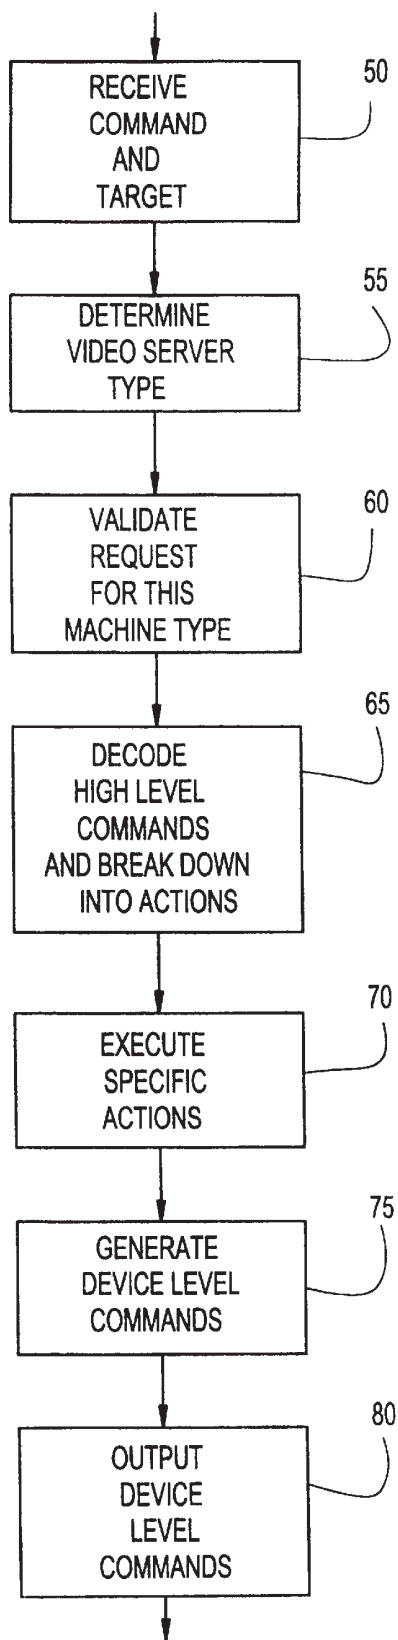 50
RECEIVE
COMMAND
AND
TARGET
55
DETERMINE
VIDEO SERVER
TYPE
60
VALIDATE
REQUEST
FOR THIS
MACHINE TYPE
65
DECODE
HIGH LEVEL
COMMANDS
AND BREAK DOWN
INTO ACTIONS
70
EXECUTE
SPECIFIC
ACTIONS
75
GENERATE
DEVICE LEVEL
COMMANDS
80
OUTPUT
DEVICE
LEVEL
COMMANDS